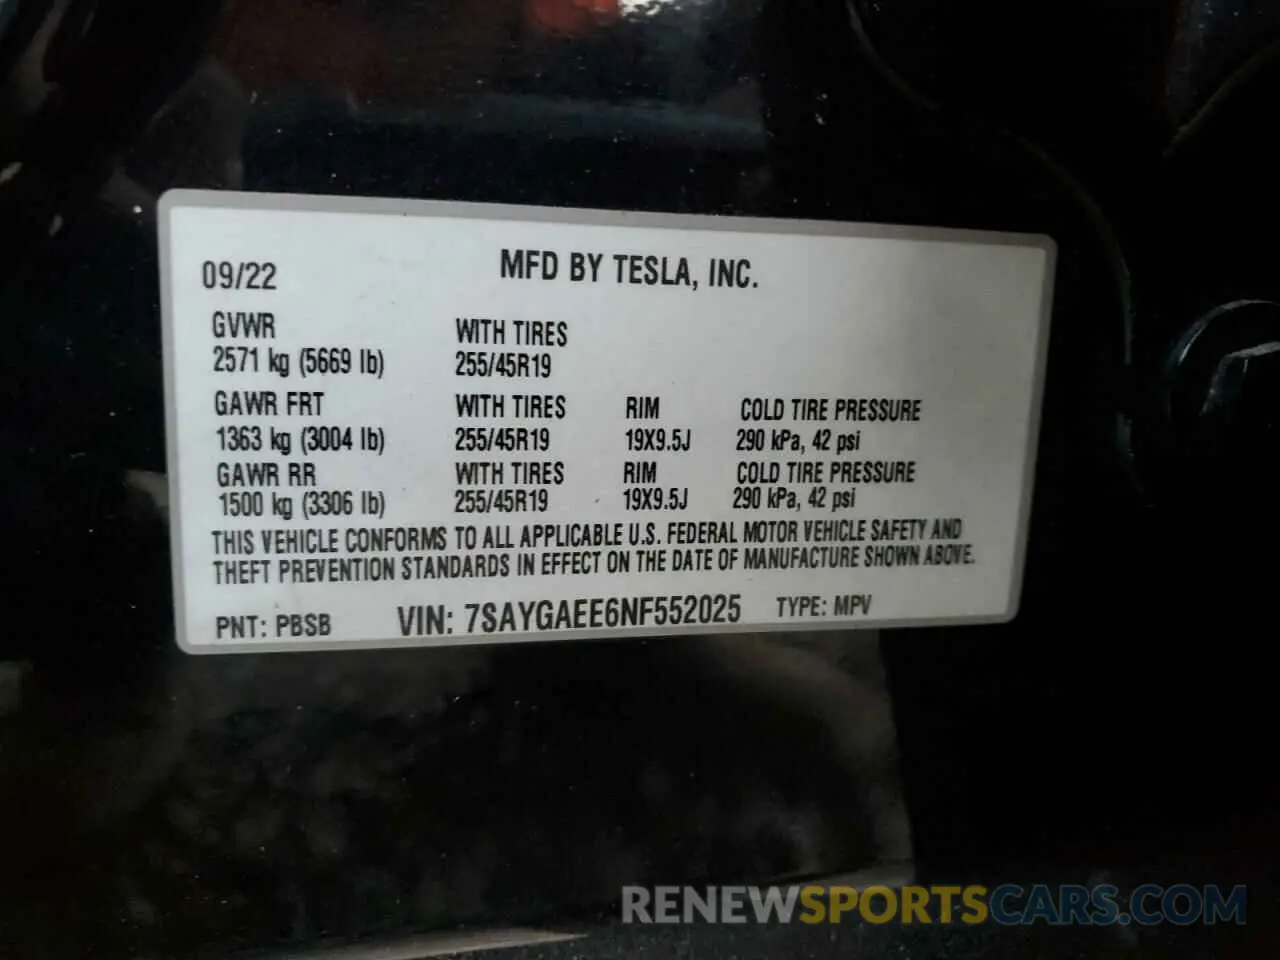 09/22 MFD BY TESLA, INC.
GVWR WITH TIRES
2571 kg (5669 lb) 255/45R19
GAWR FRT WITH TIRES RIM COLD TIRE PRESSURE
1363 kg (3004 lb) 255/45R19 19X9.5J 290 kPa, 42 psi
GAWR RR WITH TIRES RIM COLD TIRE PRESSURE
1500 kg (3306 lb) 255/45R19 19X9.5J 290 kPa, 42 psi
THIS VEHICLE CONFORMS TO ALL APPLICABLE U.S. FEDERAL MOTOR VEHICLE SAFETY AND
THEFT PREVENTION STANDARDS IN EFFECT ON THE DATE OF MANUFACTURE SHOWN ABOVE.
PNT: PBSB VIN: 7SAYGAEE6NF552025 TYPE: MPV
RENEWSPORTSCARS.COM